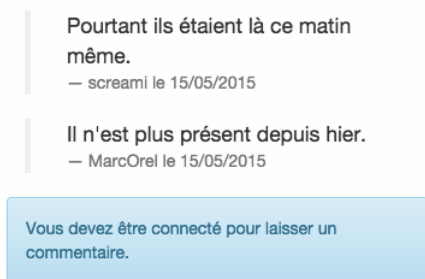 Pourtant ils étaient là ce matin
même.
— screami le 15/05/2015
Il n'est plus présent depuis hier.
— MarcOrel le 15/05/2015
Vous devez être connecté pour laisser un
commentaire.